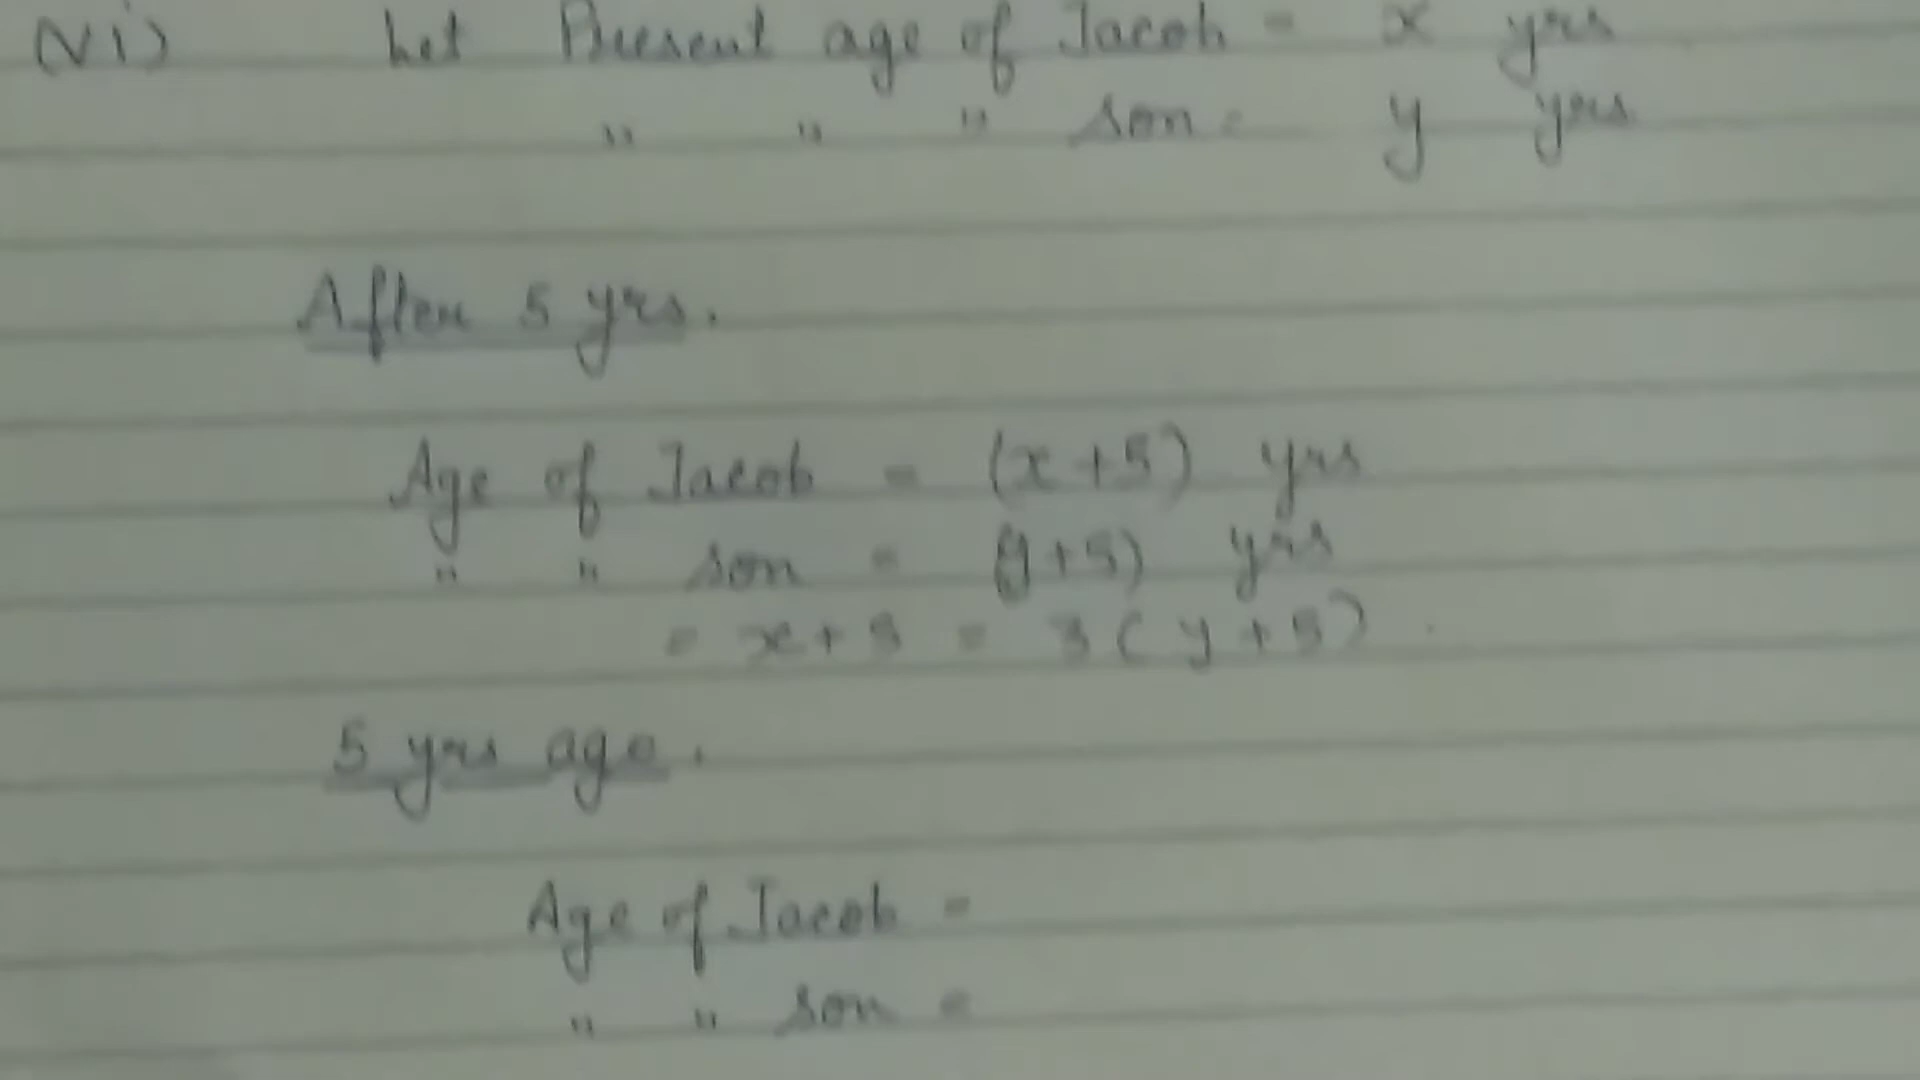 (vi) Let Present age of Jacob = x yrs
" " " son = y yrs
After 5 yrs.
Age of Jacob = (x+5) yrs
" " son = (y+5) yrs
= x+5 = 3(y+5).
5 yrs ago.
Age of Jacob =
" " son =